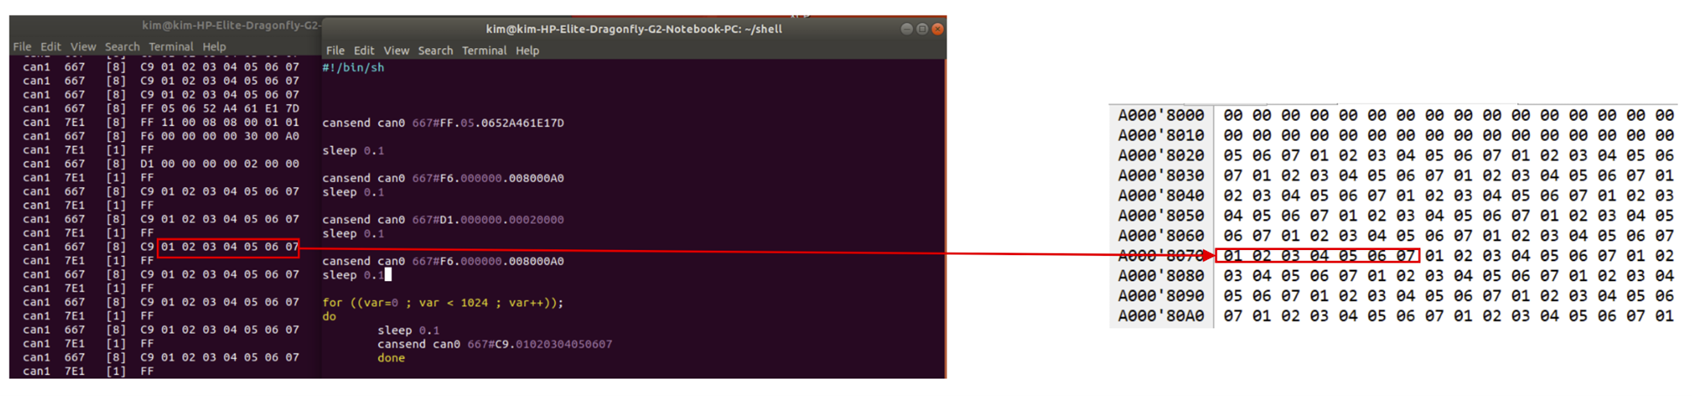 kim@kim-HP-Elite-Dragonfly-G2-
File Edit View Search Terminal Help
can1 667 [8] C9 01 02 03 04 05 06 07
can1 667 [8] C9 01 02 03 04 05 06 07
can1 667 [8] C9 01 02 03 04 05 06 07
can1 667 [8] FF 05 06 52 A4 61 E1 7D
can1 7E1 [8] FF 11 00 08 08 00 01 01
can1 667 [8] F6 00 00 00 00 30 00 A0
can1 7E1 [1] FF
can1 667 [8] D1 00 00 00 00 02 00 00
can1 7E1 [1] FF
can1 667 [8] C9 01 02 03 04 05 06 07
can1 7E1 [1] FF
can1 667 [8] C9 01 02 03 04 05 06 07
can1 7E1 [1] FF
can1 667 [8] C9 01 02 03 04 05 06 07
can1 7E1 [1] FF
can1 667 [8] C9 01 02 03 04 05 06 07
can1 7E1 [1] FF
can1 667 [8] C9 01 02 03 04 05 06 07
can1 7E1 [1] FF
can1 667 [8] C9 01 02 03 04 05 06 07
can1 7E1 [1] FF
can1 667 [8] C9 01 02 03 04 05 06 07
can1 7E1 [1] FF
kim@kim-HP-Elite-Dragonfly-G2-Notebook-PC: ~/shell
File Edit View Search Terminal Help
#!/bin/sh
cansend can0 667#FF.05.0652A461E17D
sleep 0.1
cansend can0 667#F6.000000.008000A0
sleep 0.1
cansend can0 667#D1.000000.00020000
sleep 0.1
cansend can0 667#F6.000000.008000A0
sleep 0.1
for ((var=0 ; var < 1024 ; var++));
do
sleep 0.1
cansend can0 667#C9.01020304050607
done
A000'8000 00 00 00 00 00 00 00 00 00 00 00 00 00 00 00 00
A000'8010 00 00 00 00 00 00 00 00 00 00 00 00 00 00 00 00
A000'8020 05 06 07 01 02 03 04 05 06 07 01 02 03 04 05 06
A000'8030 07 01 02 03 04 05 06 07 01 02 03 04 05 06 07 01
A000'8040 02 03 04 05 06 07 01 02 03 04 05 06 07 01 02 03
A000'8050 04 05 06 07 01 02 03 04 05 06 07 01 02 03 04 05
A000'8060 06 07 01 02 03 04 05 06 07 01 02 03 04 05 06 07
A000'8070 01 02 03 04 05 06 07 01 02 03 04 05 06 07 01 02
A000'8080 03 04 05 06 07 01 02 03 04 05 06 07 01 02 03 04
A000'8090 05 06 07 01 02 03 04 05 06 07 01 02 03 04 05 06
A000'80A0 07 01 02 03 04 05 06 07 01 02 03 04 05 06 07 01